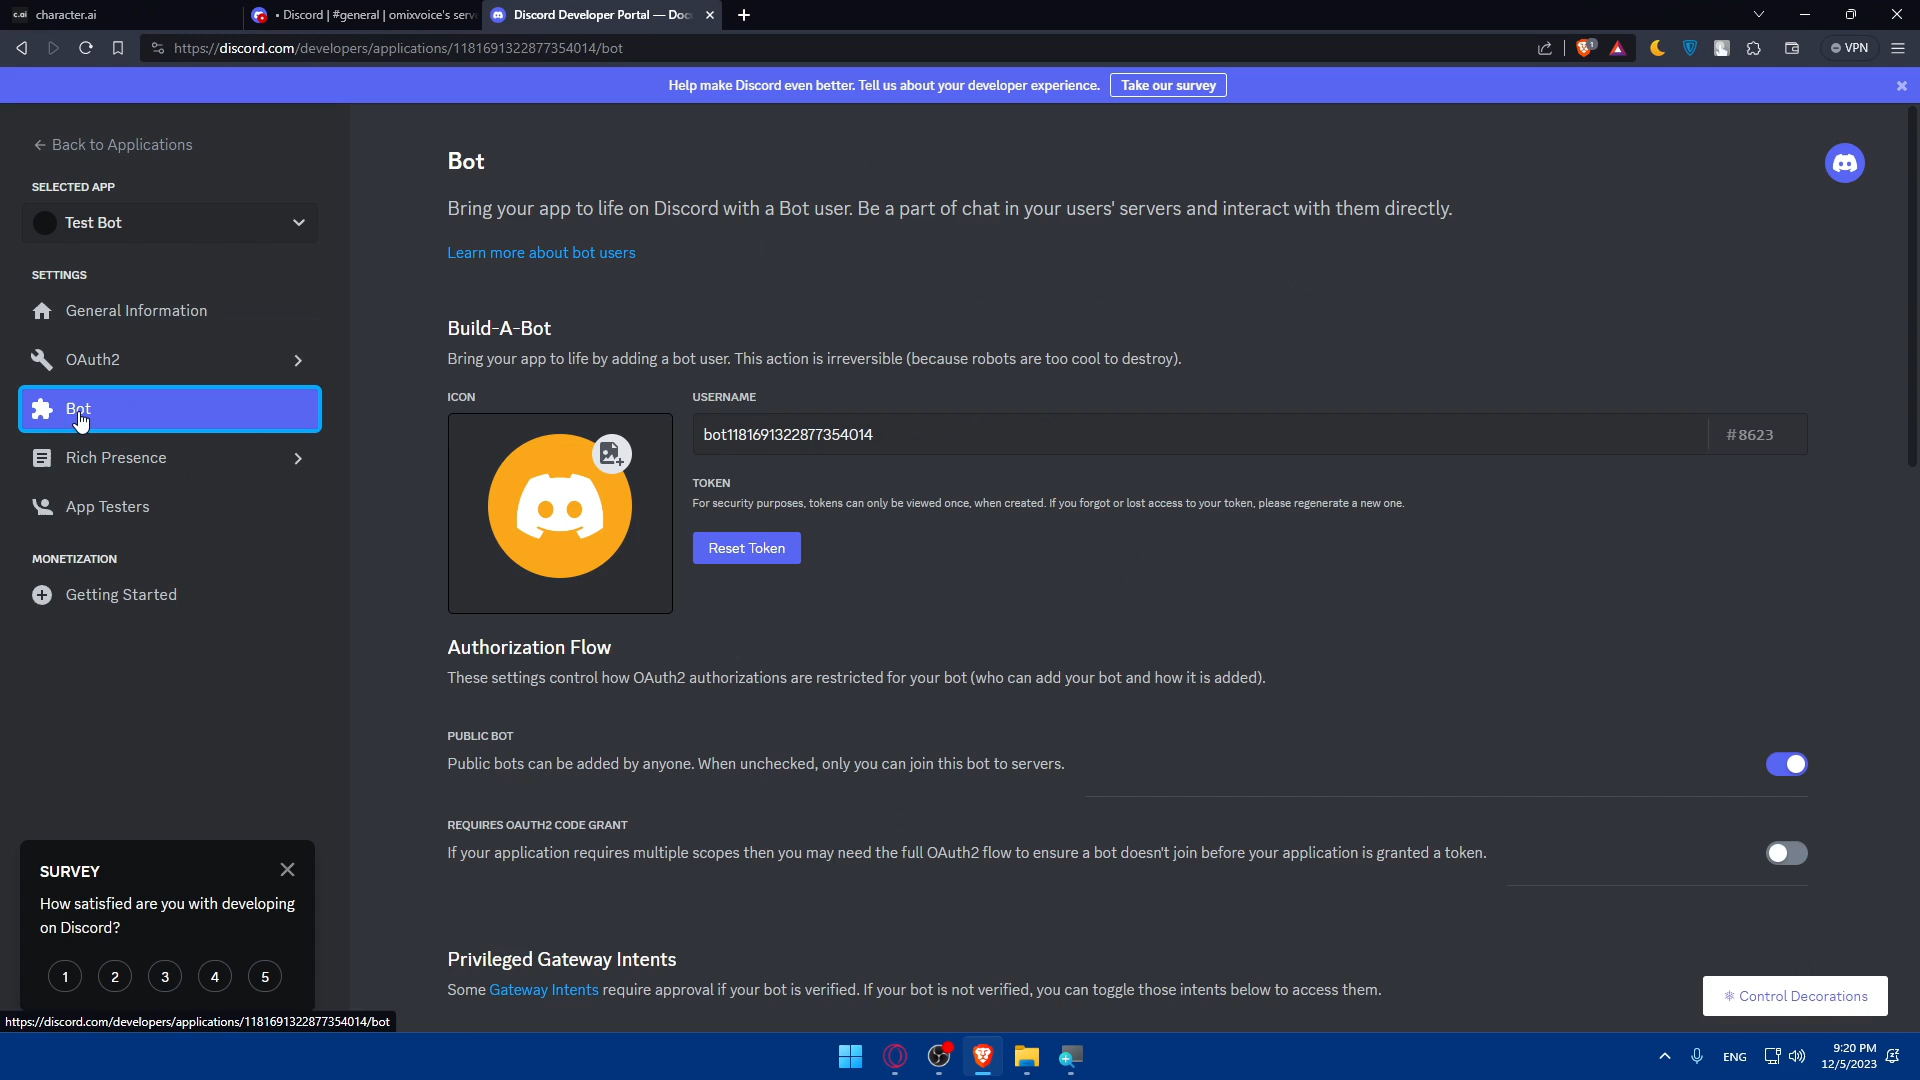 c.ai character.ai
• Discord | #general | omixvoice's serv
Discord Developer Portal — Doc
https://discord.com/developers/applications/1181691322877354014/bot
1
VPN
Help make Discord even better. Tell us about your developer experience. Take our survey
← Back to Applications
SELECTED APP
Test Bot
SETTINGS
General Information
OAuth2
Bot
Rich Presence
App Testers
MONETIZATION
Getting Started
SURVEY
How satisfied are you with developing
on Discord?
1 2 3 4 5
https://discord.com/developers/applications/1181691322877354014/bot
Bot
Bring your app to life on Discord with a Bot user. Be a part of chat in your users' servers and interact with them directly.
Learn more about bot users
Build-A-Bot
Bring your app to life by adding a bot user. This action is irreversible (because robots are too cool to destroy).
ICON
USERNAME
bot1181691322877354014 #8623
TOKEN
For security purposes, tokens can only be viewed once, when created. If you forgot or lost access to your token, please regenerate a new one.
Reset Token
Authorization Flow
These settings control how OAuth2 authorizations are restricted for your bot (who can add your bot and how it is added).
PUBLIC BOT
Public bots can be added by anyone. When unchecked, only you can join this bot to servers.
REQUIRES OAUTH2 CODE GRANT
If your application requires multiple scopes then you may need the full OAuth2 flow to ensure a bot doesn't join before your application is granted a token.
Privileged Gateway Intents
Some Gateway Intents require approval if your bot is verified. If your bot is not verified, you can toggle those intents below to access them.
Control Decorations
ENG
9:20 PM
12/5/2023